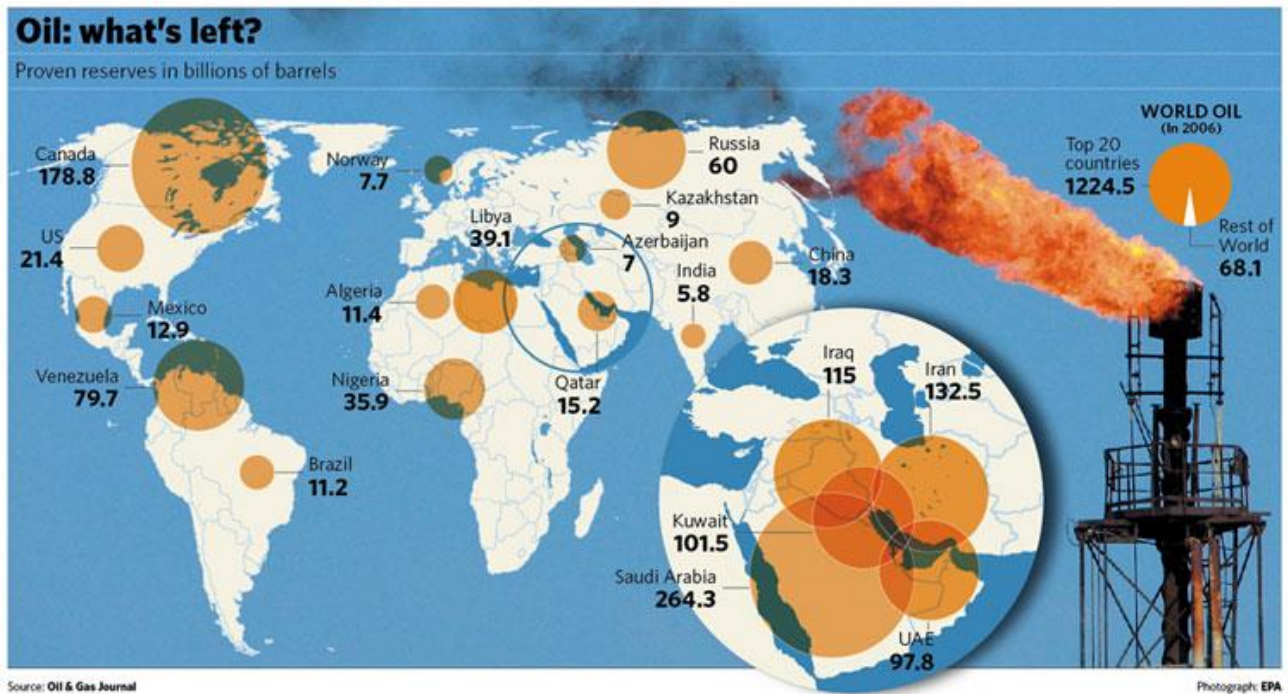 Oil: what's left?
Proven reserves in billions of barrels
Canada
178.8
US
21.4
Mexico
12.9
Venezuela
79.7
Brazil
11.2
Norway
7.7
Libya
39.1
Algeria
11.4
Nigeria
35.9
Qatar
15.2
Russia
60
Kazakhstan
9
Azerbaijan
7
India
5.8
China
18.3
Iraq
115
Iran
132.5
Kuwait
101.5
Saudi Arabia
264.3
UAE
97.8
WORLD OIL
(In 2006)
Top 20
countries
1224.5
Rest of
World
68.1
Source: Oil & Gas Journal
Photograph: EPA